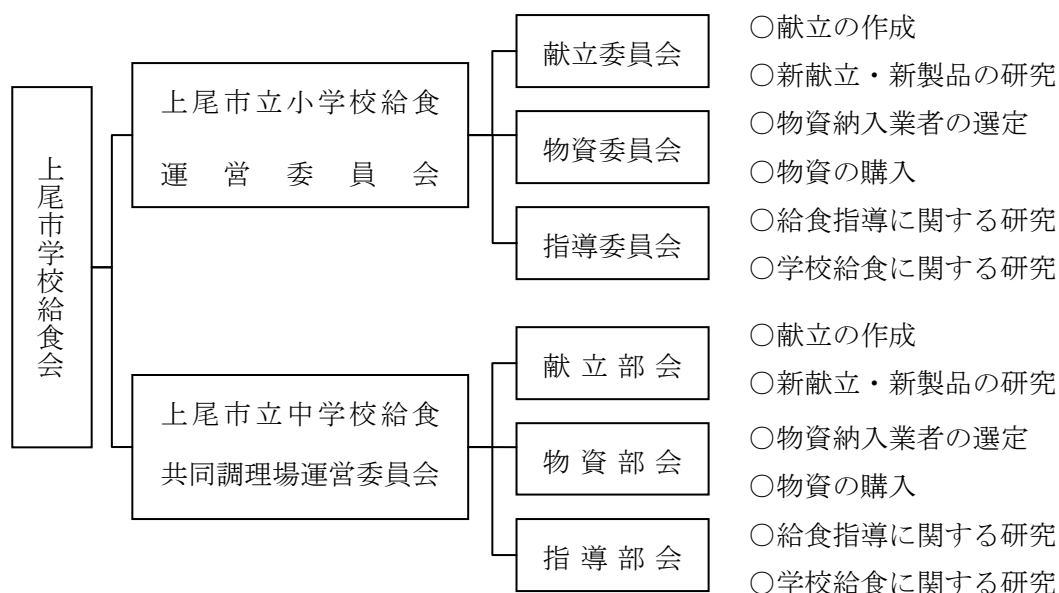 上尾市学校給食会
上尾市立小学校給食
運営委員会
献立委員会
○献立の作成
○新献立・新製品の研究
物資委員会
○物資納入業者の選定
○物資の購入
指導委員会
○給食指導に関する研究
○学校給食に関する研究
上尾市立中学校給食
共同調理場運営委員会
献立部会
○献立の作成
○新献立・新製品の研究
物資部会
○物資納入業者の選定
○物資の購入
指導部会
○給食指導に関する研究
○学校給食に関する研究